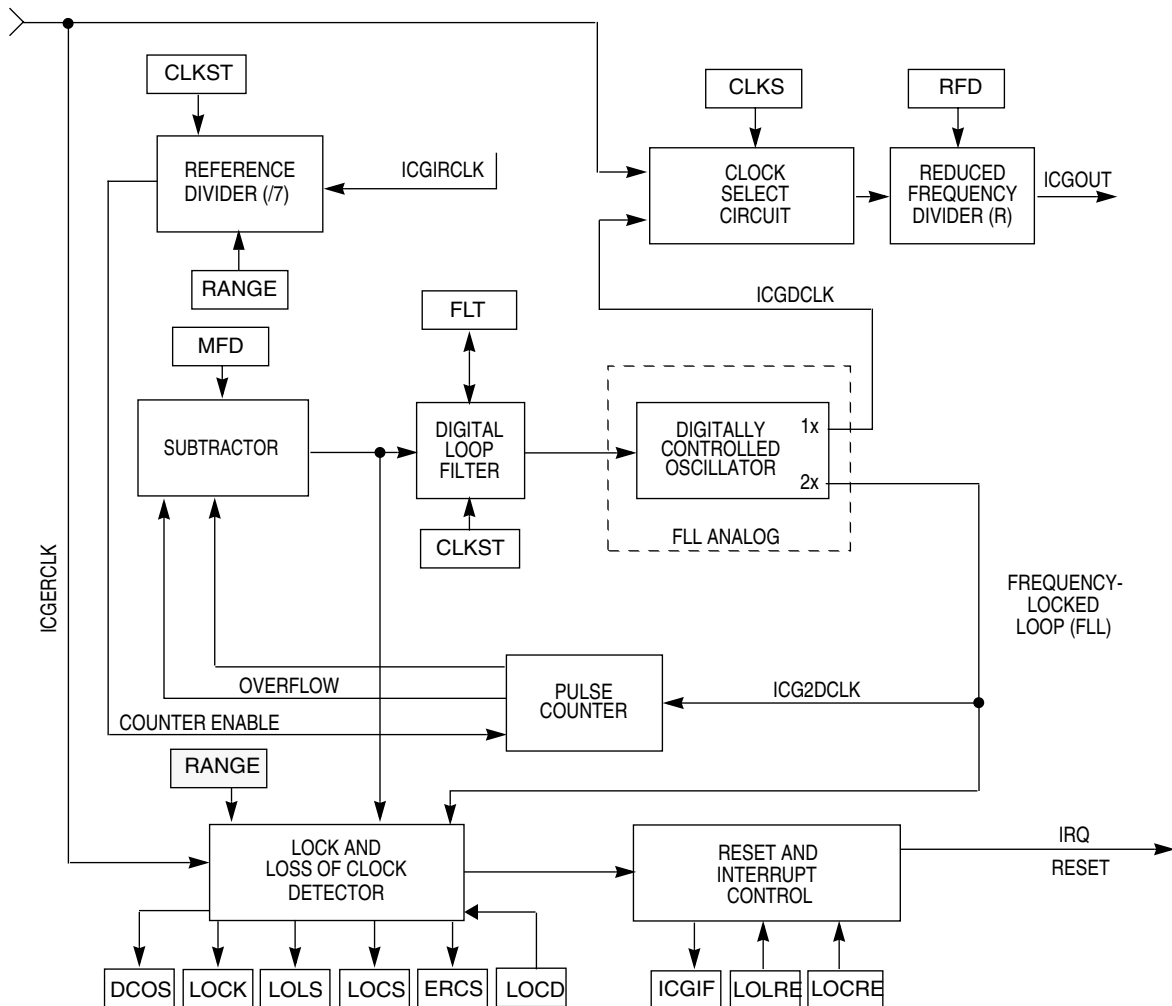 CLKST
CLKS
RFD
REFERENCE
DIVIDER (/7)
ICGIRCLK
CLOCK
SELECT
CIRCUIT
REDUCED
FREQUENCY
DIVIDER (R)
ICGOUT
RANGE
ICGDCLK
FLT
MFD
SUBTRACTOR
DIGITAL
LOOP
FILTER
DIGITALLY
CONTROLLED
OSCILLATOR
1x
2x
FLL ANALOG
CLKST
ICGERCLK
FREQUENCY-
LOCKED
LOOP (FLL)
OVERFLOW
PULSE
COUNTER
ICG2DCLK
COUNTER ENABLE
RANGE
LOCK AND
LOSS OF CLOCK
DETECTOR
RESET AND
INTERRUPT
CONTROL
IRQ
RESET
DCOS
LOCK
LOLS
LOCS
ERCS
LOCD
ICGIF
LOLRE
LOCRE